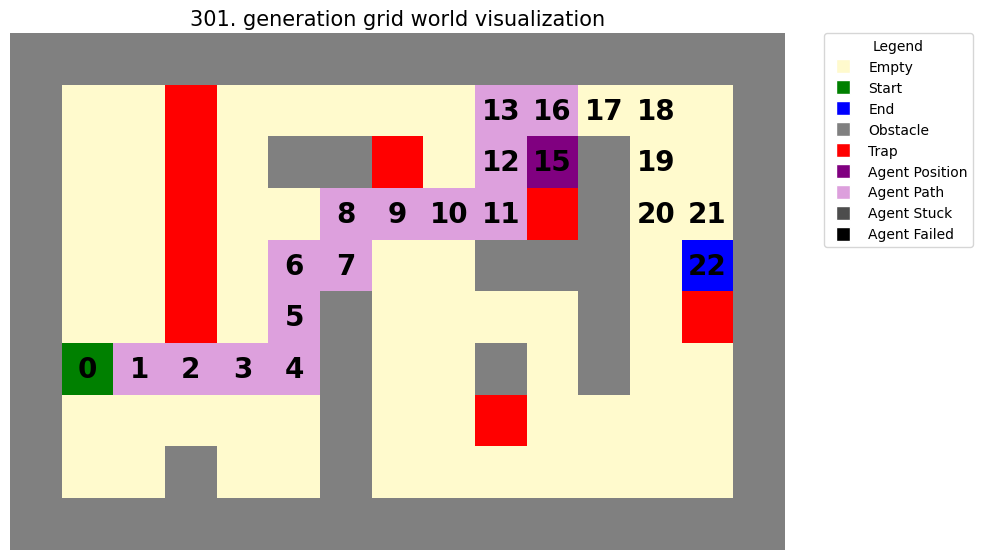 301. generation grid world visualization
13 16 17 18
12 15 19
8 9 10 11 20 21
6 7 22
5
0 1 2 3 4
Legend
Empty
Start
End
Obstacle
Trap
Agent Position
Agent Path
Agent Stuck
Agent Failed